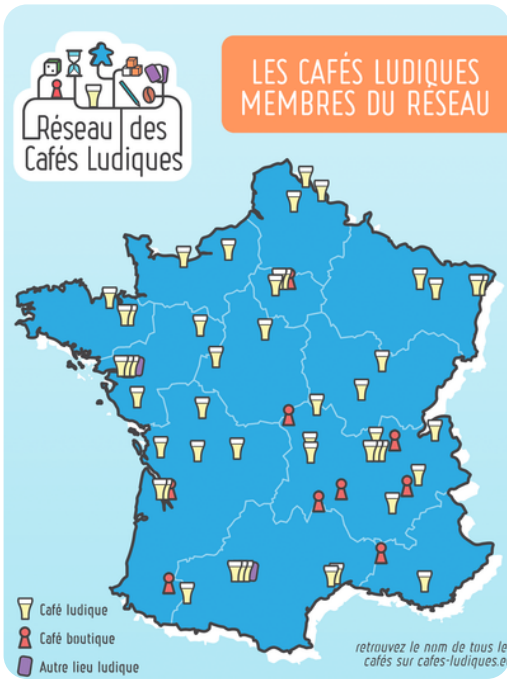 LES CAFÉS LUDIQUES
MEMBRES DU RÉSEAU
Réseau des
Cafés Ludiques
Café ludique
Café boutique
Autre lieu ludique
retrouvez le nom de tous le
cafés sur cafes-ludiques.e